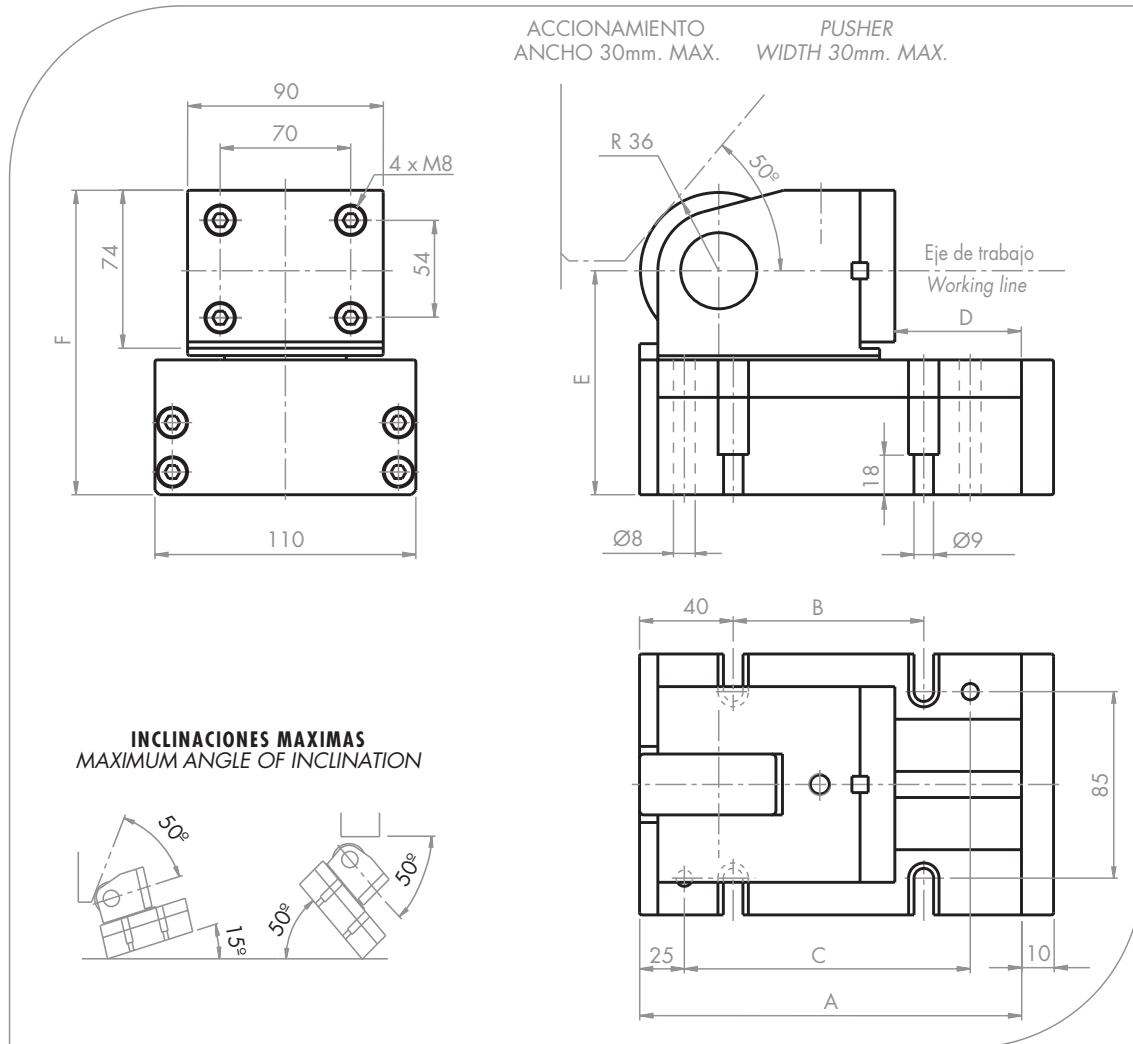 ACCIONAMIENTO
ANCHO 30mm. MAX.
PUSHER
WIDTH 30mm. MAX.
90
70
4 x M8
74
54
F
110
R 36
50º
Eje de trabajo
Working line
D
E
18
Ø8
Ø9
40
B
85
25
C
10
A
INCLINACIONES MAXIMAS
MAXIMUM ANGLE OF INCLINATION
50º
15º
50º
50º